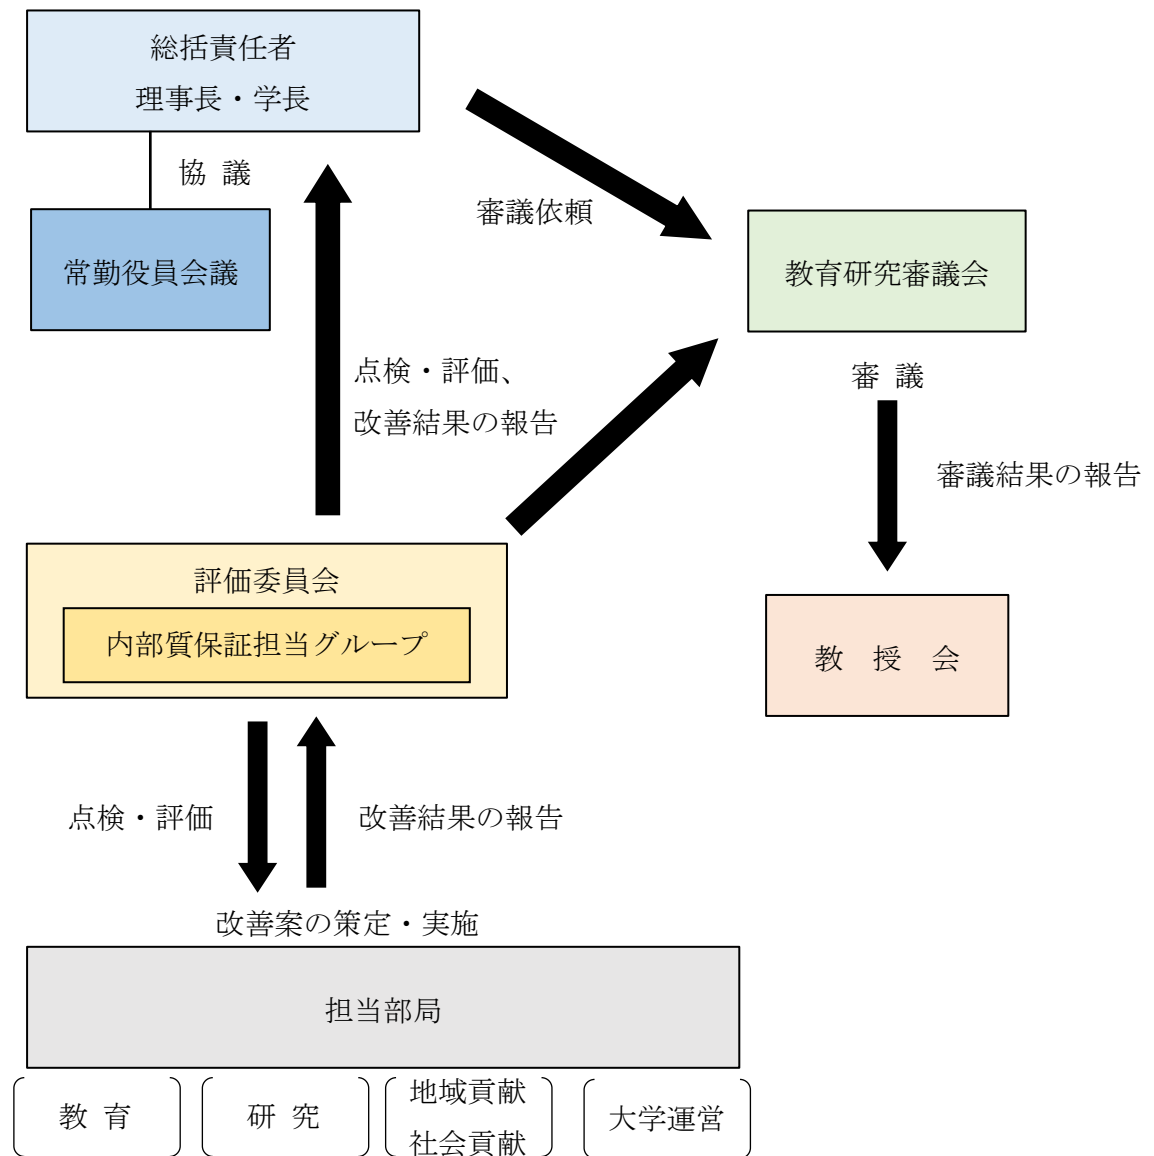 総括責任者
理事長・学長
協 議
審議依頼
常勤役員会議
教育研究審議会
点検・評価、
改善結果の報告
審 議
審議結果の報告
評価委員会
内部質保証担当グループ
教 授 会
点検・評価
改善結果の報告
改善案の策定・実施
担当部局
教 育
研 究
地域貢献
社会貢献
大学運営